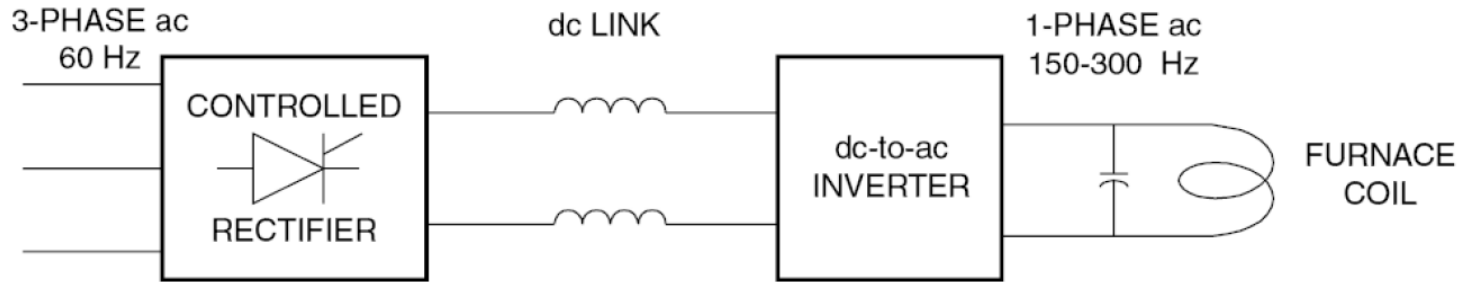 3-PHASE ac
60 Hz
CONTROLLED
RECTIFIER
dc LINK
dc-to-ac
INVERTER
1-PHASE ac
150-300 Hz
FURNACE
COIL